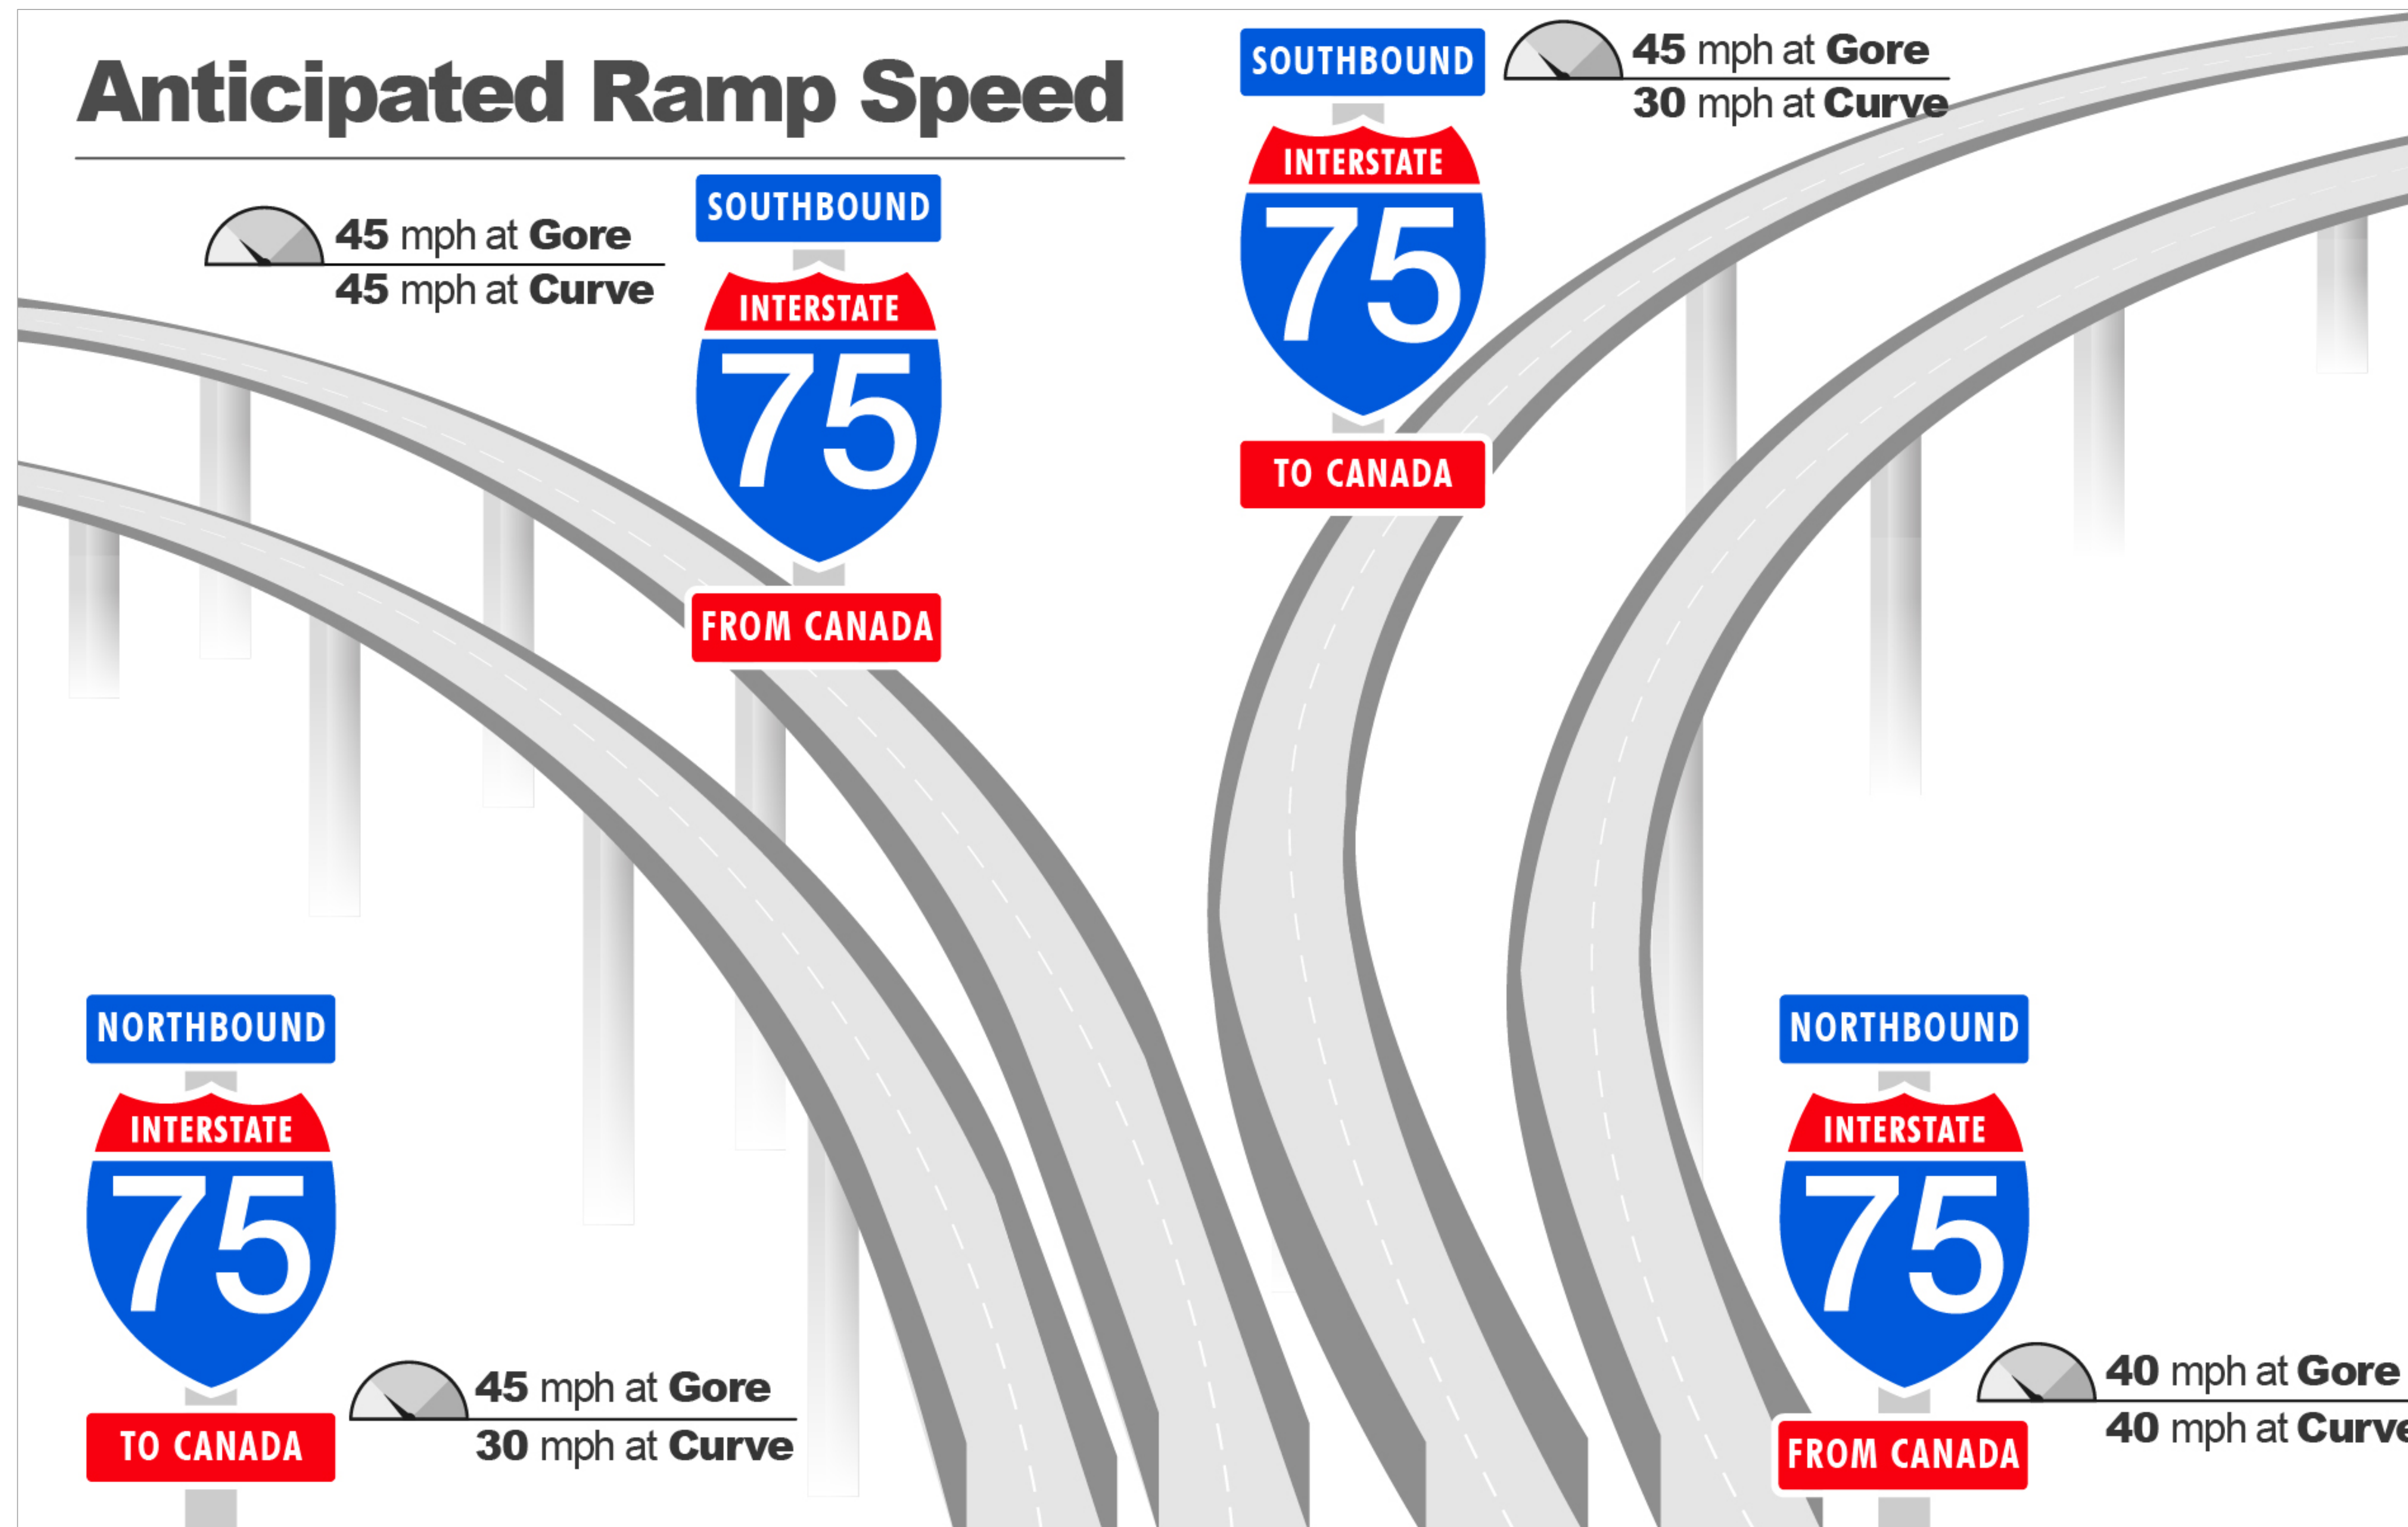 Anticipated Ramp Speed
45 mph at Gore
45 mph at Curve
SOUTHBOUND
INTERSTATE
75
FROM CANADA
SOUTHBOUND
INTERSTATE
75
TO CANADA
45 mph at Gore
30 mph at Curve
NORTHBOUND
INTERSTATE
75
TO CANADA
45 mph at Gore
30 mph at Curve
NORTHBOUND
INTERSTATE
75
FROM CANADA
40 mph at Gore
40 mph at Curve